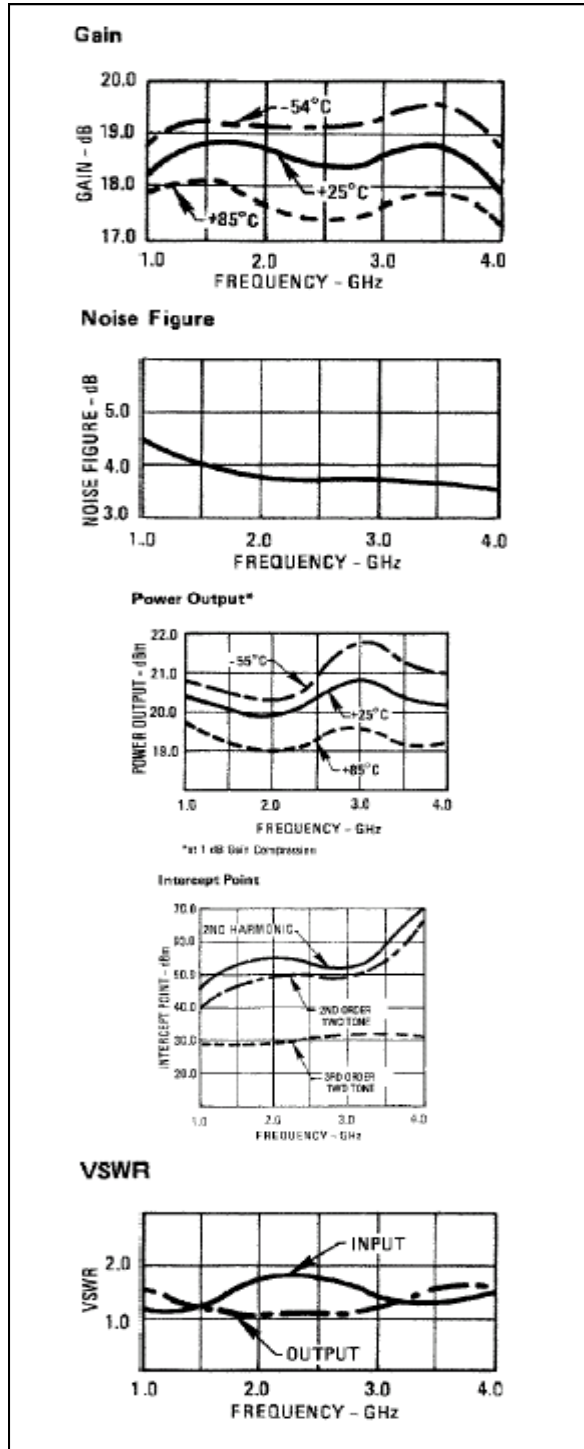 Gain
20.0
19.0
18.0
17.0
GAIN - dB
-54°C
+25°C
+85°C
1.0 2.0 3.0 4.0
FREQUENCY - GHz
Noise Figure
5.0
4.0
3.0
NOISE FIGURE - dB
1.0 2.0 3.0 4.0
FREQUENCY - GHz
Power Output*
22.0
21.0
20.0
19.0
POWER OUTPUT - dBm
-55°C
+25°C
+85°C
1.0 2.0 3.0 4.0
FREQUENCY - GHz
*at 1 dB Gain Compression
Intercept Point
70.0
50.0
40.0
30.0
20.0
INTERCEPT POINT - dBm
2ND HARMONIC
2ND ORDER
TWO TONE
3RD ORDER
TWO TONE
1.0 2.0 3.0 4.0
FREQUENCY - GHz
VSWR
2.0
1.0
VSWR
INPUT
OUTPUT
1.0 2.0 3.0 4.0
FREQUENCY - GHz